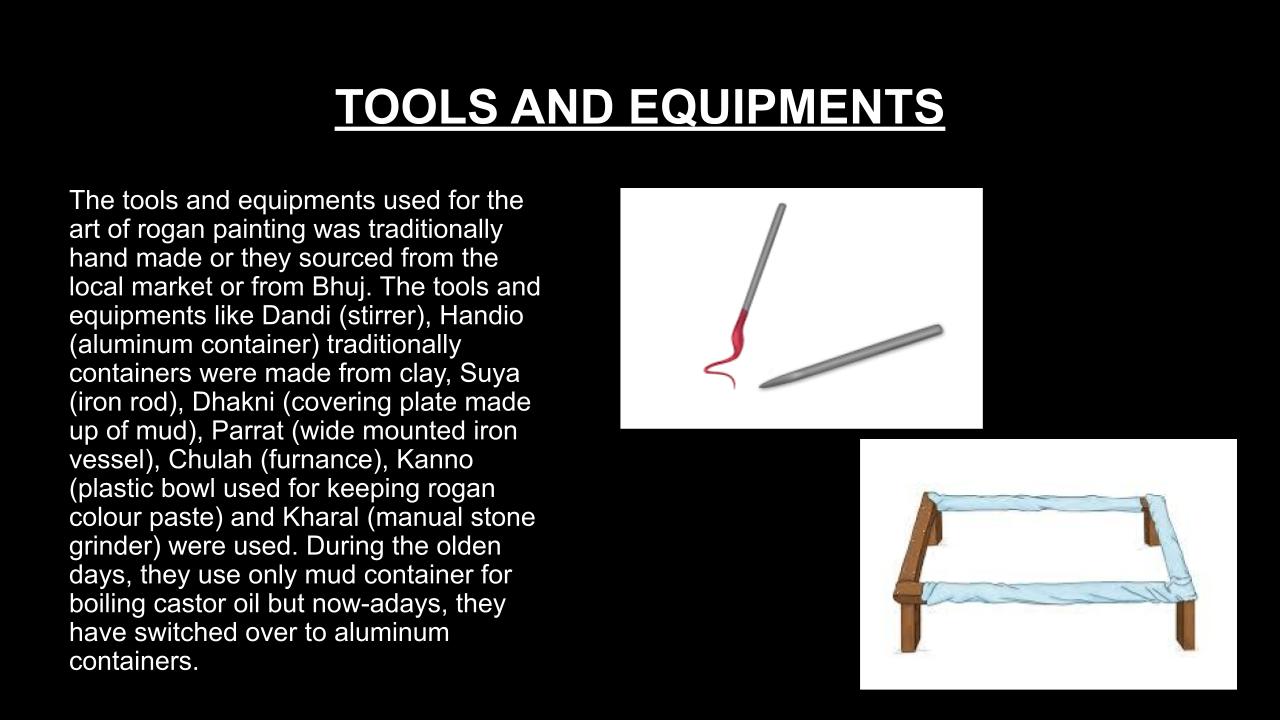 TOOLS AND EQUIPMENTS
The tools and equipments used for the
art of rogan painting was traditionally
hand made or they sourced from the
local market or from Bhuj. The tools and
equipments like Dandi (stirrer), Handio
(aluminum container) traditionally
containers were made from clay, Suya
(iron rod), Dhakni (covering plate made
up of mud), Parrat (wide mounted iron
vessel), Chulah (furnance), Kanno
(plastic bowl used for keeping rogan
colour paste) and Kharal (manual stone
grinder) were used. During the olden
days, they use only mud container for
boiling castor oil but now-adays, they
have switched over to aluminum
containers.